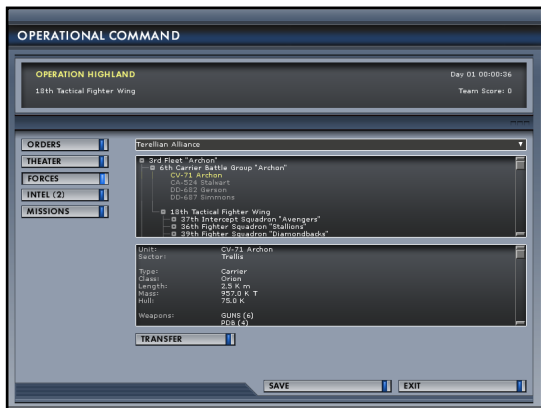 OPERATIONAL COMMAND
OPERATION HIGHLAND
Day 01 00:00:36
18th Tactical Fighter Wing
Team Score: 0
ORDERS
THEATER
FORCES
INTEL (2)
MISSIONS
Terellian Alliance
3rd Fleet "Archon"
6th Carrier Battle Group "Archon"
CV-71 Archon
CA-524 Stalwart
DD-682 Gerson
DD-687 Simmons
18th Tactical Fighter Wing
37th Intercept Squadron "Avengers"
36th Fighter Squadron "Stallions"
39th Fighter Squadron "Diamondbacks"
Unit: CV-71 Archon
Sector: Trellis
Type: Carrier
Class: Orion
Length: 2.5 K m
Mass: 957.0 K T
Hull: 75.0 K
Weapons: GUNS (6)
PDB (4)
TRANSFER
SAVE
EXIT